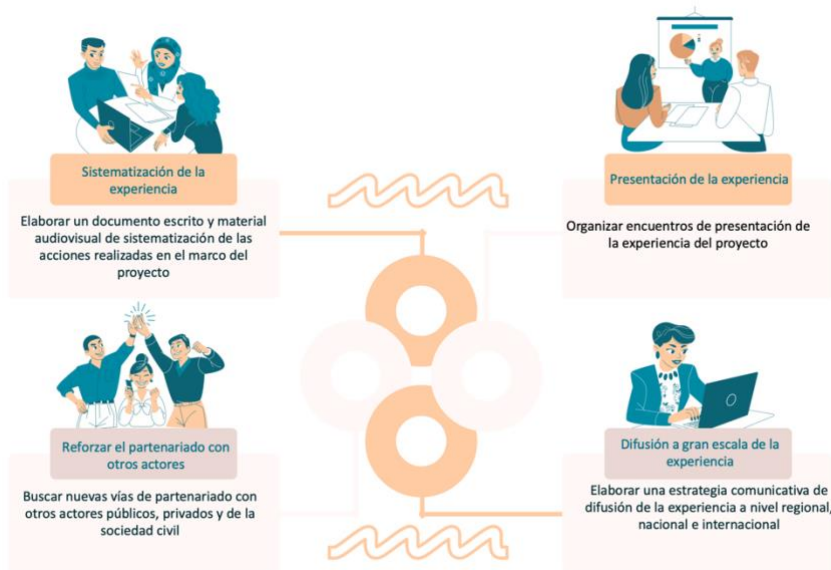 Sistematización de la
experiencia
Elaborar un documento escrito y material
audiovisual de sistematización de las
acciones realizadas en el marco del
proyecto
Presentación de la experiencia
Organizar encuentros de presentación de
la experiencia del proyecto
Reforzar el partenariado con
otros actores
Buscar nuevas vías de partenariado con
otros actores públicos, privados y de la
sociedad civil
Difusión a gran escala de la
experiencia
Elaborar una estrategia comunicativa de
difusión de la experiencia a nivel regional,
nacional e internacional